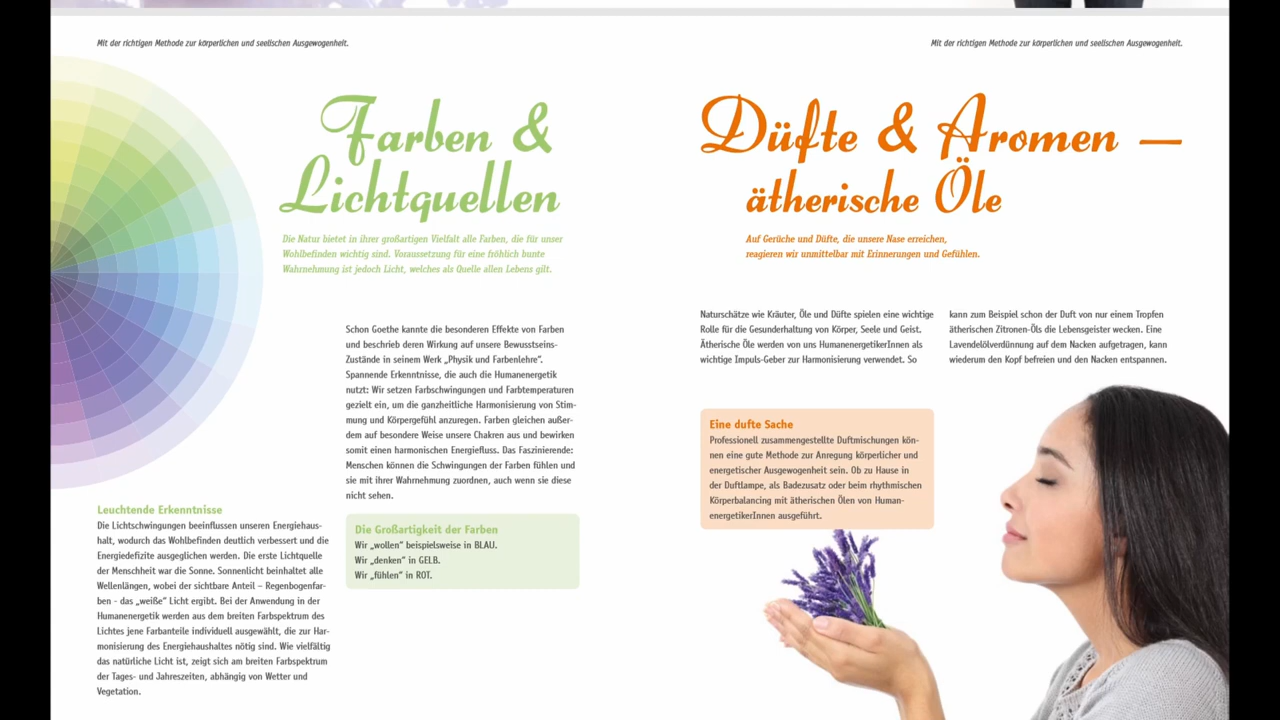 Mit der richtigen Methode zur körperlichen und seelischen Ausgewogenheit.
Farben &
Lichtquellen
Die Natur bietet in ihrer großartigen Vielfalt alle Farben, die für unser
Wohlbefinden wichtig sind. Voraussetzung für eine fröhlich bunte
Wahrnehmung ist jedoch Licht, welches als Quelle allen Lebens gilt.
Schon Goethe kannte die besonderen Effekte von Farben
und beschrieb deren Wirkung auf unsere Bewusstseins-
Zustände in seinem Werk „Physik und Farbenlehre“.
Spannende Erkenntnisse, die auch die Humanenergetik
nutzt: Wir setzen Farbschwingungen und Farbtemperaturen
gezielt ein, um die ganzheitliche Harmonisierung von Stim-
mung und Körpergefühl anzuregen. Farben gleichen außer-
dem auf besondere Weise unsere Chakren aus und bewirken
somit einen harmonischen Energiefluss. Das Faszinierende:
Menschen können die Schwingungen der Farben fühlen und
sie mit ihrer Wahrnehmung zuordnen, auch wenn sie diese
nicht sehen.
Leuchtende Erkenntnisse
Die Lichtschwingungen beeinflussen unseren Energiehaus-
halt, wodurch das Wohlbefinden deutlich verbessert und die
Energiedefizite ausgeglichen werden. Die erste Lichtquelle
der Menschheit war die Sonne. Sonnenlicht beinhaltet alle
Wellenlängen, wobei der sichtbare Anteil – Regenbogenfar-
ben - das „weiße“ Licht ergibt. Bei der Anwendung in der
Humanenergetik werden aus dem breiten Farbspektrum des
Lichtes jene Farbanteile individuell ausgewählt, die zur Har-
monisierung des Energiehaushaltes nötig sind. Wie vielfältig
das natürliche Licht ist, zeigt sich am breiten Farbspektrum
der Tages- und Jahreszeiten, abhängig von Wetter und
Vegetation.
Die Großartigkeit der Farben
Wir „wollen“ beispielsweise in BLAU.
Wir „denken“ in GELB.
Wir „fühlen“ in ROT.
Mit der richtigen Methode zur körperlichen und seelischen Ausgewogenheit.
Düfte & Aromen –
ätherische Öle
Auf Gerüche und Düfte, die unsere Nase erreichen,
reagieren wir unmittelbar mit Erinnerungen und Gefühlen.
Naturschätze wie Kräuter, Öle und Düfte spielen eine wichtige
Rolle für die Gesunderhaltung von Körper, Seele und Geist.
Ätherische Öle werden von uns HumanenergetikerInnen als
wichtige Impuls-Geber zur Harmonisierung verwendet. So
kann zum Beispiel schon der Duft von nur einem Tropfen
ätherischen Zitronen-Öls die Lebensgeister wecken. Eine
Lavendelölverdünnung auf dem Nacken aufgetragen, kann
wiederum den Kopf befreien und den Nacken entspannen.
Eine dufte Sache
Professionell zusammengestellte Duftmischungen kön-
nen eine gute Methode zur Anregung körperlicher und
energetischer Ausgewogenheit sein. Ob zu Hause in
der Duftlampe, als Badezusatz oder beim rhythmischen
Körperbalancing mit ätherischen Ölen von Human-
energetikerInnen ausgeführt.